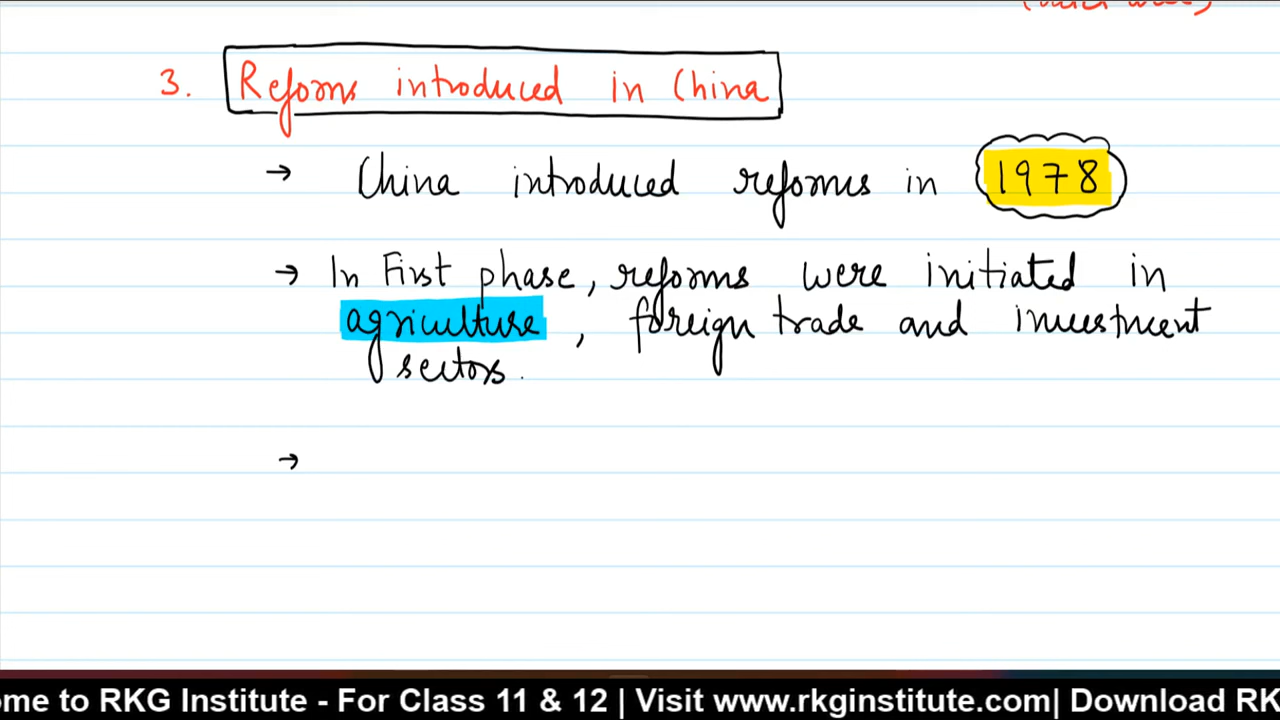 3. Reforms introduced in China
→ China introduced reforms in 1978
→ In First phase, reforms were initiated in
agriculture, foreign trade and investment
sectors.
→
ome to RKG Institute - For Class 11 & 12 | Visit www.rkginstitute.com| Download RK